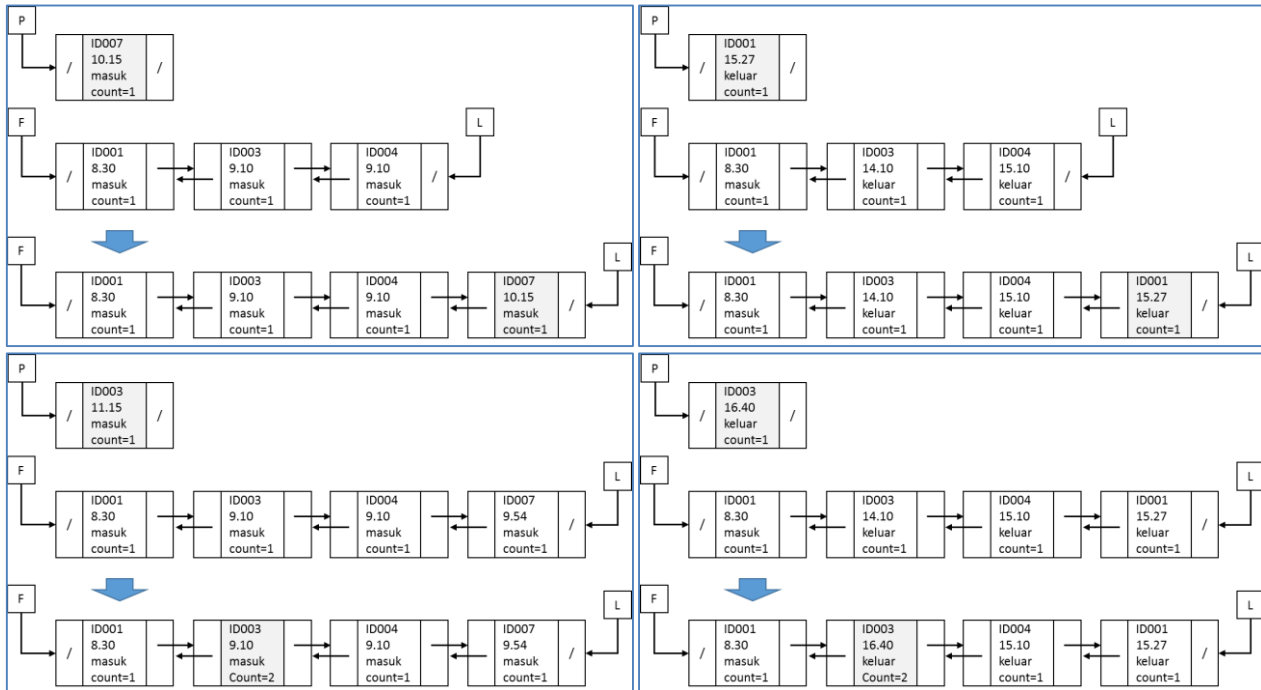 P
ID007
10.15
/ masuk /
count=1
F
L
ID001 ID003 ID004
8.30 9.10 9.10
/ masuk masuk masuk /
count=1 count=1 count=1
F
L
ID001 ID003 ID004 ID007
8.30 9.10 9.10 10.15
/ masuk masuk masuk masuk /
count=1 count=1 count=1 count=1
P
ID001
15.27
/ keluar /
count=1
F
L
ID001 ID003 ID004
8.30 14.10 15.10
/ masuk keluar keluar /
count=1 count=1 count=1
F
L
ID001 ID003 ID004 ID001
8.30 14.10 15.10 15.27
/ masuk keluar keluar keluar /
count=1 count=1 count=1 count=1
P
ID003
11.15
/ masuk /
count=1
F
L
ID001 ID003 ID004 ID007
8.30 9.10 9.10 9.54
/ masuk masuk masuk masuk /
count=1 count=1 count=1 count=1
F
L
ID001 ID003 ID004 ID007
8.30 9.10 9.10 9.54
/ masuk masuk masuk masuk /
count=1 Count=2 count=1 count=1
P
ID003
16.40
/ keluar /
count=1
F
L
ID001 ID003 ID004 ID001
8.30 14.10 15.10 15.27
/ masuk keluar keluar keluar /
count=1 count=1 count=1 count=1
F
L
ID001 ID003 ID004 ID001
8.30 16.40 15.10 15.27
/ masuk keluar keluar keluar /
count=1 Count=2 count=1 count=1